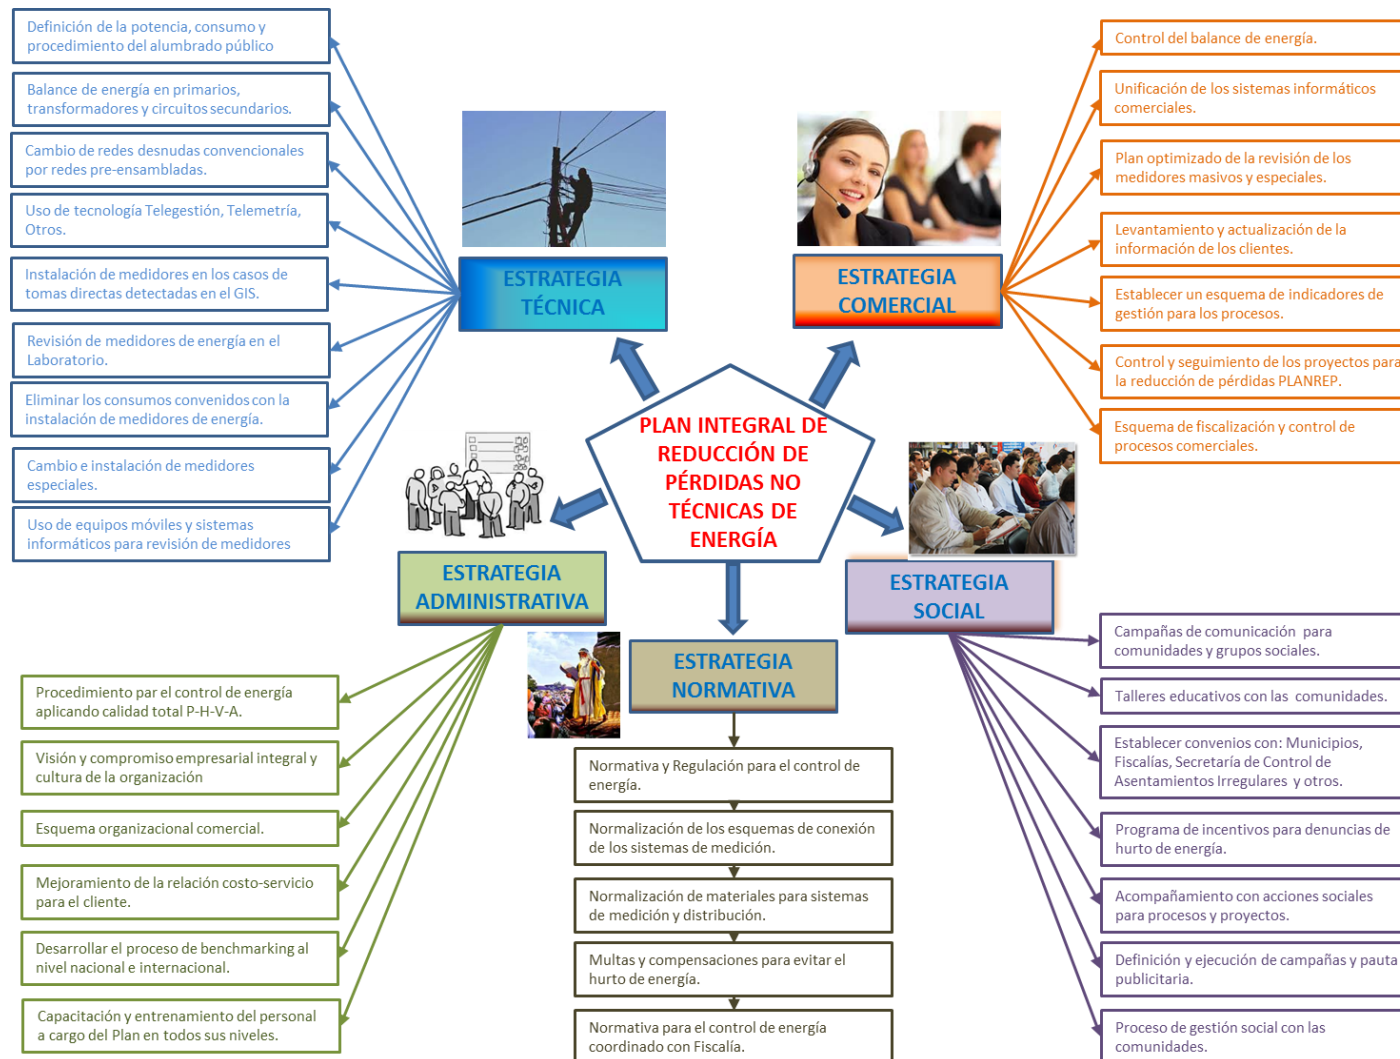 Definición de la potencia, consumo y
procedimiento del alumbrado público
Balance de energía en primarios,
transformadores y circuitos secundarios.
Cambio de redes desnudas convencionales
por redes pre-ensambladas.
Uso de tecnología Telegestión, Telemetría,
Otros.
Instalación de medidores en los casos de
tomas directas detectadas en el GIS.
Revisión de medidores de energía en el
Laboratorio.
Eliminar los consumos convenidos con la
instalación de medidores de energía.
Cambio e instalación de medidores
especiales.
Uso de equipos móviles y sistemas
informáticos para revisión de medidores
ESTRATEGIA
TÉCNICA
ESTRATEGIA
COMERCIAL
Control del balance de energía.
Unificación de los sistemas informáticos
comerciales.
Plan optimizado de la revisión de los
medidores masivos y especiales.
Levantamiento y actualización de la
información de los clientes.
Establecer un esquema de indicadores de
gestión para los procesos.
Control y seguimiento de los proyectos para
la reducción de pérdidas PLANREP.
Esquema de fiscalización y control de
procesos comerciales.
PLAN INTEGRAL DE
REDUCCIÓN DE
PÉRDIDAS NO
TÉCNICAS DE
ENERGÍA
ESTRATEGIA
ADMINISTRATIVA
Procedimiento par el control de energía
aplicando calidad total P-H-V-A.
Visión y compromiso empresarial integral y
cultura de la organización
Esquema organizacional comercial.
Mejoramiento de la relación costo-servicio
para el cliente.
Desarrollar el proceso de benchmarking al
nivel nacional e internacional.
Capacitación y entrenamiento del personal
a cargo del Plan en todos sus niveles.
ESTRATEGIA
NORMATIVA
Normativa y Regulación para el control de
energía.
Normalización de los esquemas de conexión
de los sistemas de medición.
Normalización de materiales para sistemas
de medición y distribución.
Multas y compensaciones para evitar el
hurto de energía.
Normativa para el control de energía
coordinado con Fiscalía.
ESTRATEGIA
SOCIAL
Campañas de comunicación para
comunidades y grupos sociales.
Talleres educativos con las comunidades.
Establecer convenios con: Municipios,
Fiscalías, Secretaría de Control de
Asentamientos Irregulares y otros.
Programa de incentivos para denuncias de
hurto de energía.
Acompañamiento con acciones sociales
para procesos y proyectos.
Definición y ejecución de campañas y pauta
publicitaria.
Proceso de gestión social con las
comunidades.